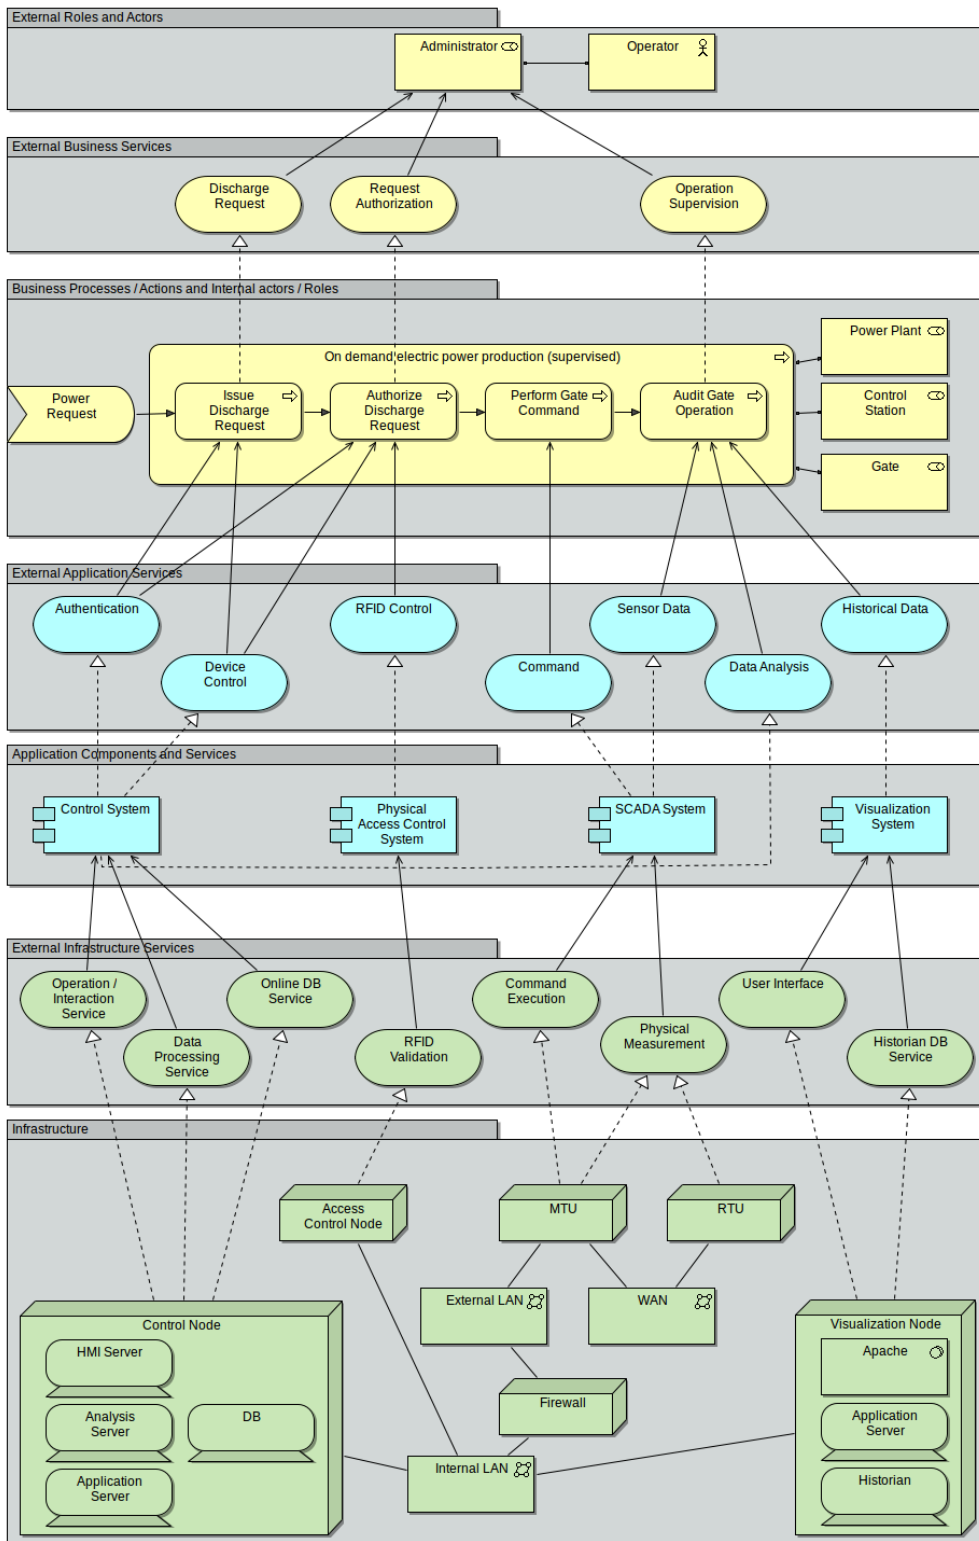 External Roles and Actors
Administrator
Operator
External Business Services
Discharge
Request
Request
Authorization
Operation
Supervision
Business Processes / Actions and Internal actors / Roles
On demand electric power production (supervised)
Power
Request
Issue
Discharge
Request
Authorize
Discharge
Request
Perform Gate
Command
Audit Gate
Operation
Power Plant
Control
Station
Gate
External Application Services
Authentication
RFID Control
Sensor Data
Historical Data
Device
Control
Command
Data Analysis
Application Components and Services
Control System
Physical
Access Control
System
SCADA System
Visualization
System
External Infrastructure Services
Operation /
Interaction
Service
Online DB
Service
Command
Execution
User Interface
Data
Processing
Service
RFID
Validation
Physical
Measurement
Historian DB
Service
Infrastructure
Access
Control Node
MTU
RTU
External LAN
WAN
Control Node
HMI Server
Analysis
Server
DB
Application
Server
Firewall
Internal LAN
Visualization Node
Apache
Application
Server
Historian